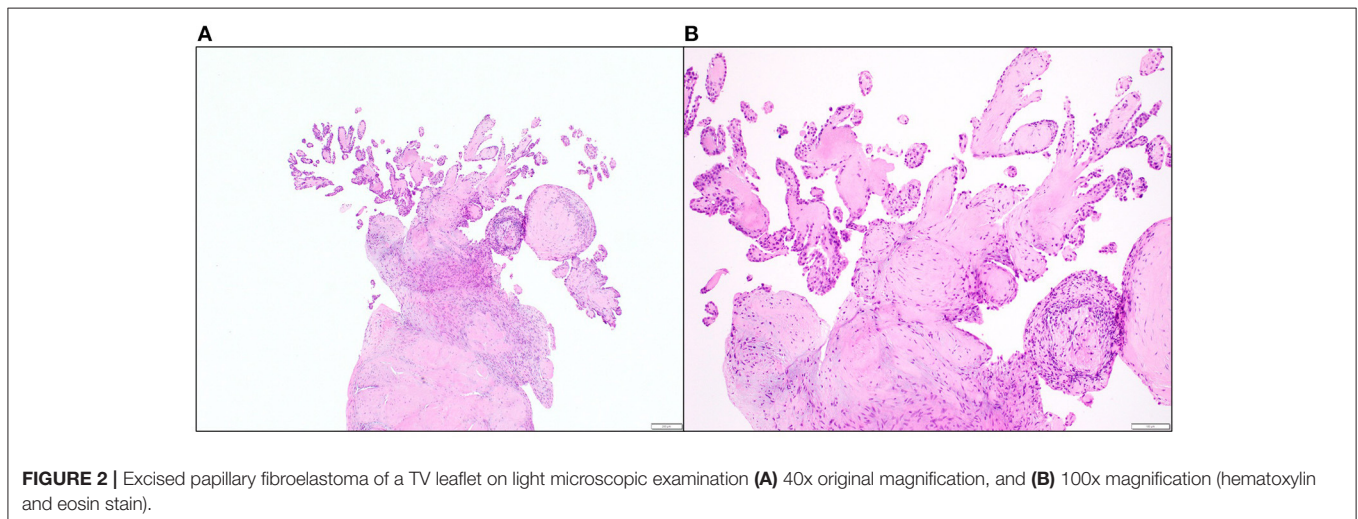 A
B
FIGURE 2 | Excised papillary fibroelastoma of a TV leaflet on light microscopic examination (A) 40x original magnification, and (B) 100x magnification (hematoxylin
and eosin stain).